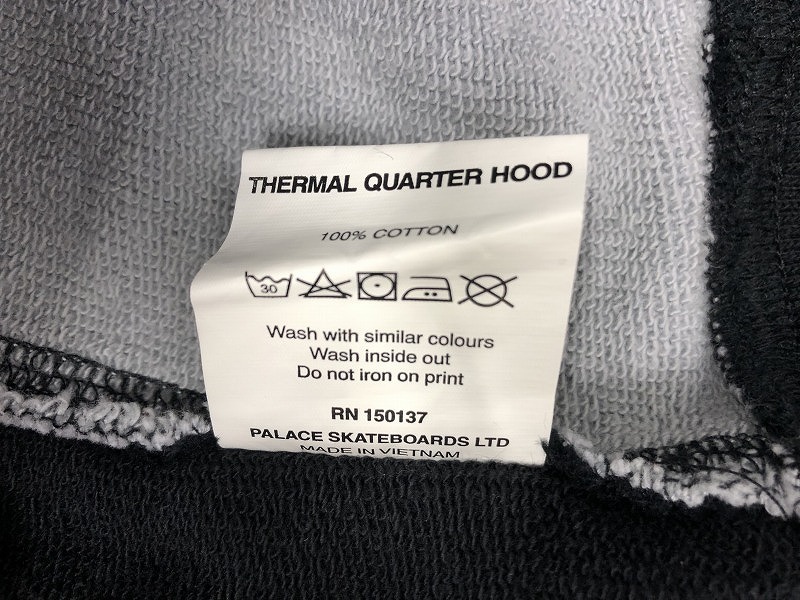 THERMAL QUARTER HOOD
100% COTTON
30
Wash with similar colours
Wash inside out
Do not iron on print
RN 150137
PALACE SKATEBOARDS LTD
MADE IN VIETNAM